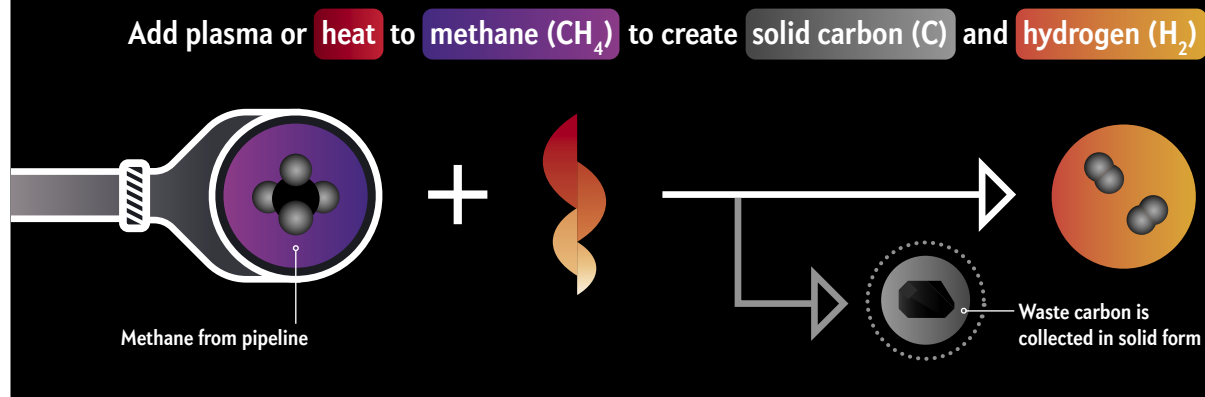 Add plasma or heat to methane (CH₄) to create solid carbon (C) and hydrogen (H₂)
Methane from pipeline
Waste carbon is
collected in solid form